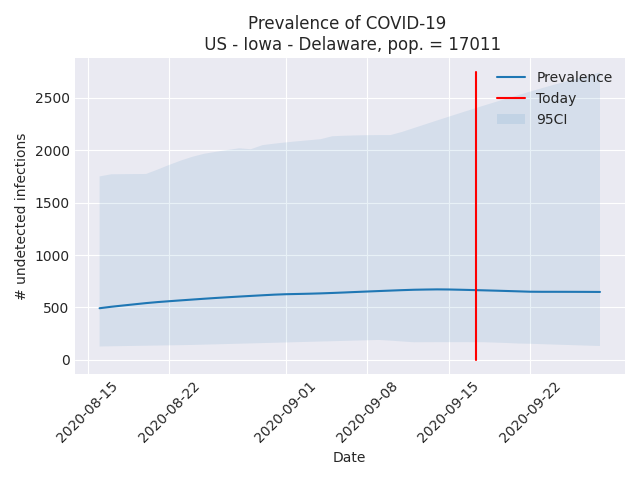 Prevalence of COVID-19
US - Iowa - Delaware, pop. = 17011
Prevalence
Today
95CI
2500
2000
1500
1000
500
0
# undetected infections
2020-08-15
2020-08-22
2020-09-01
2020-09-08
2020-09-15
2020-09-22
Date